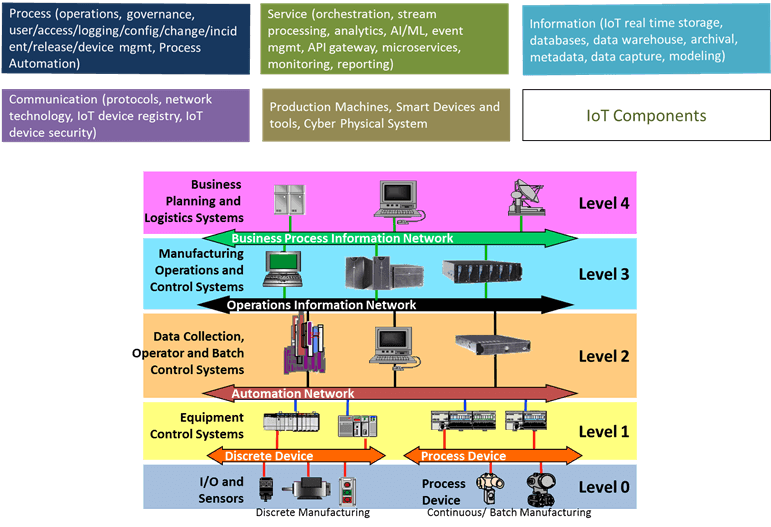 Process (operations, governance,
user/access/logging/config/change/incid
ent/release/device mgmt, Process
Automation)
Service (orchestration, stream
processing, analytics, AI/ML, event
mgmt, API gateway, microservices,
monitoring, reporting)
Information (IoT real time storage,
databases, data warehouse, archival,
metadata, data capture, modeling)
Communication (protocols, network
technology, IoT device registry, IoT
device security)
Production Machines, Smart Devices and
tools, Cyber Physical System
IoT Components
Business
Planning and
Logistics Systems
Level 4
Business Process Information Network
Manufacturing
Operations and
Control Systems
Level 3
Operations Information Network
Data Collection,
Operator and Batch
Control Systems
Level 2
Automation Network
Equipment
Control Systems
Level 1
Discrete Device
Process Device
I/O and
Sensors
Process
Device
Level 0
Discrete Manufacturing
Continuous/ Batch Manufacturing